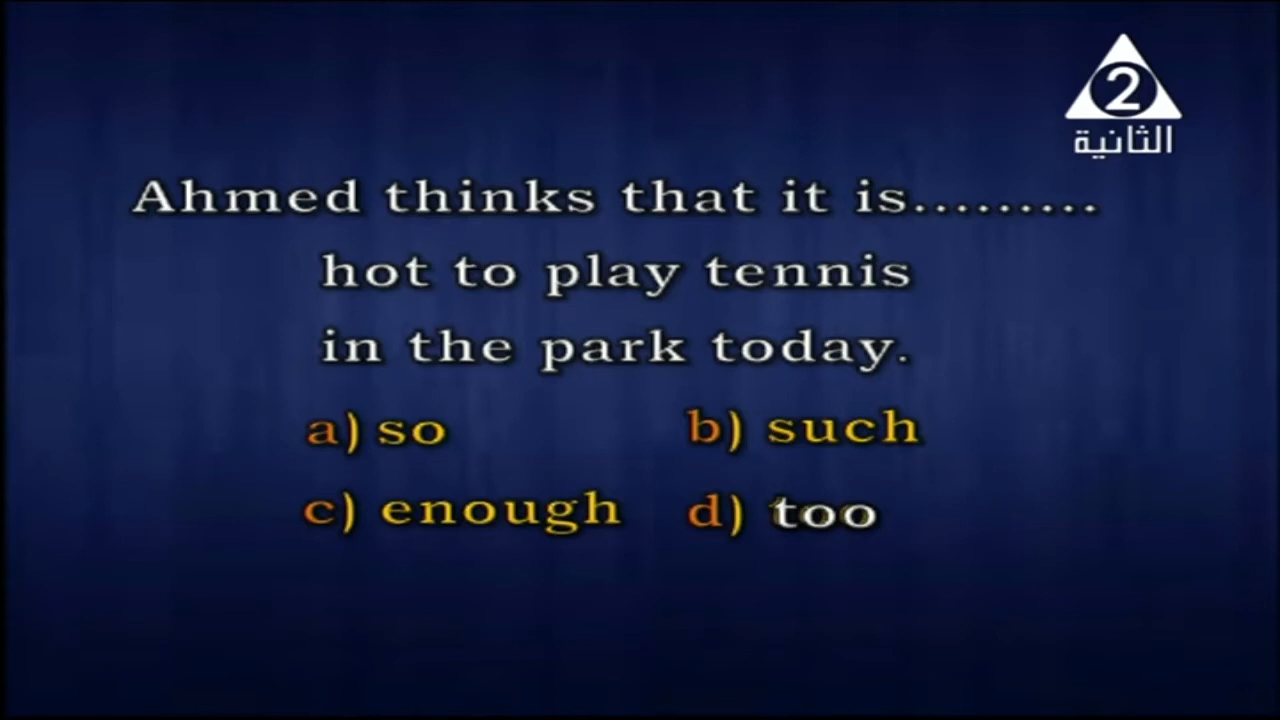 2
الثانية
Ahmed thinks that it is.........
hot to play tennis
in the park today.
a) so b) such
c) enough d) too